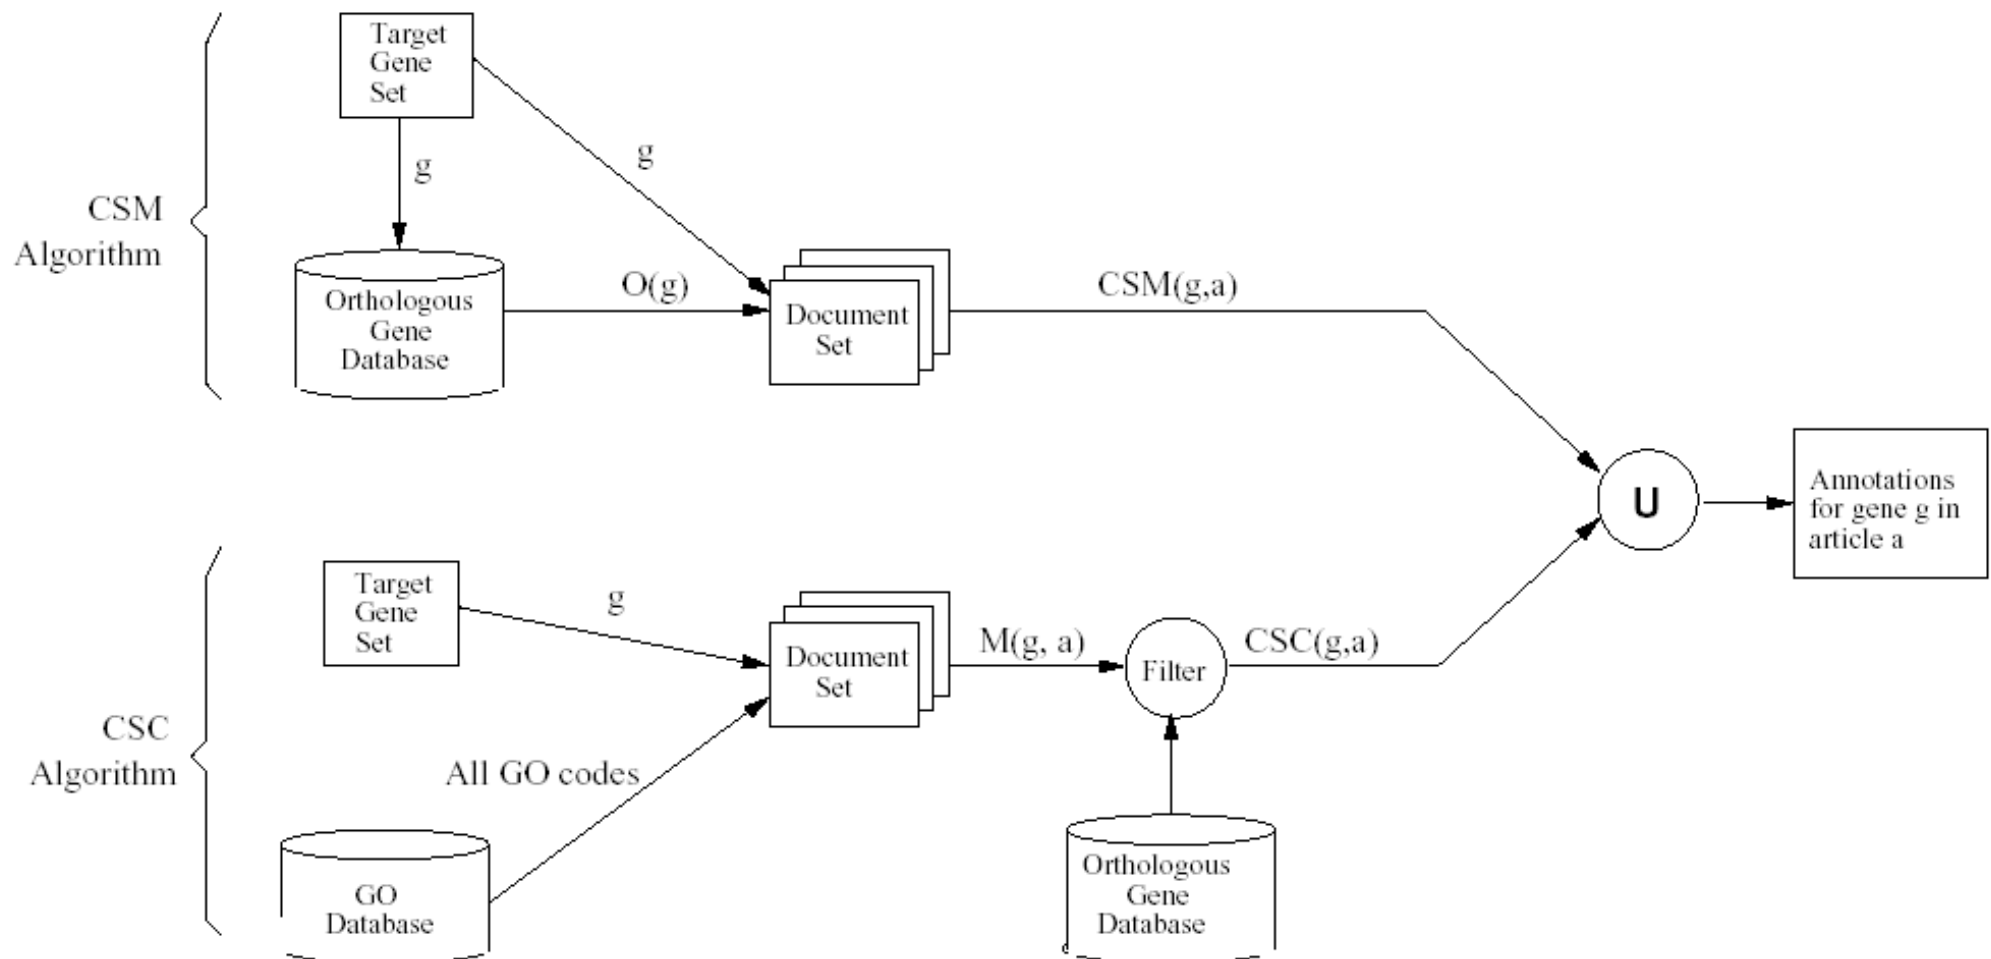 Target
Gene
Set
g
g
CSM
Algorithm
Orthologous
Gene
Database
O(g)
Document
Set
CSM(g,a)
U
Annotations
for gene g in
article a
Target
Gene
Set
g
Document
Set
M(g, a)
Filter
CSC(g,a)
CSC
Algorithm
All GO codes
GO
Database
Orthologous
Gene
Database